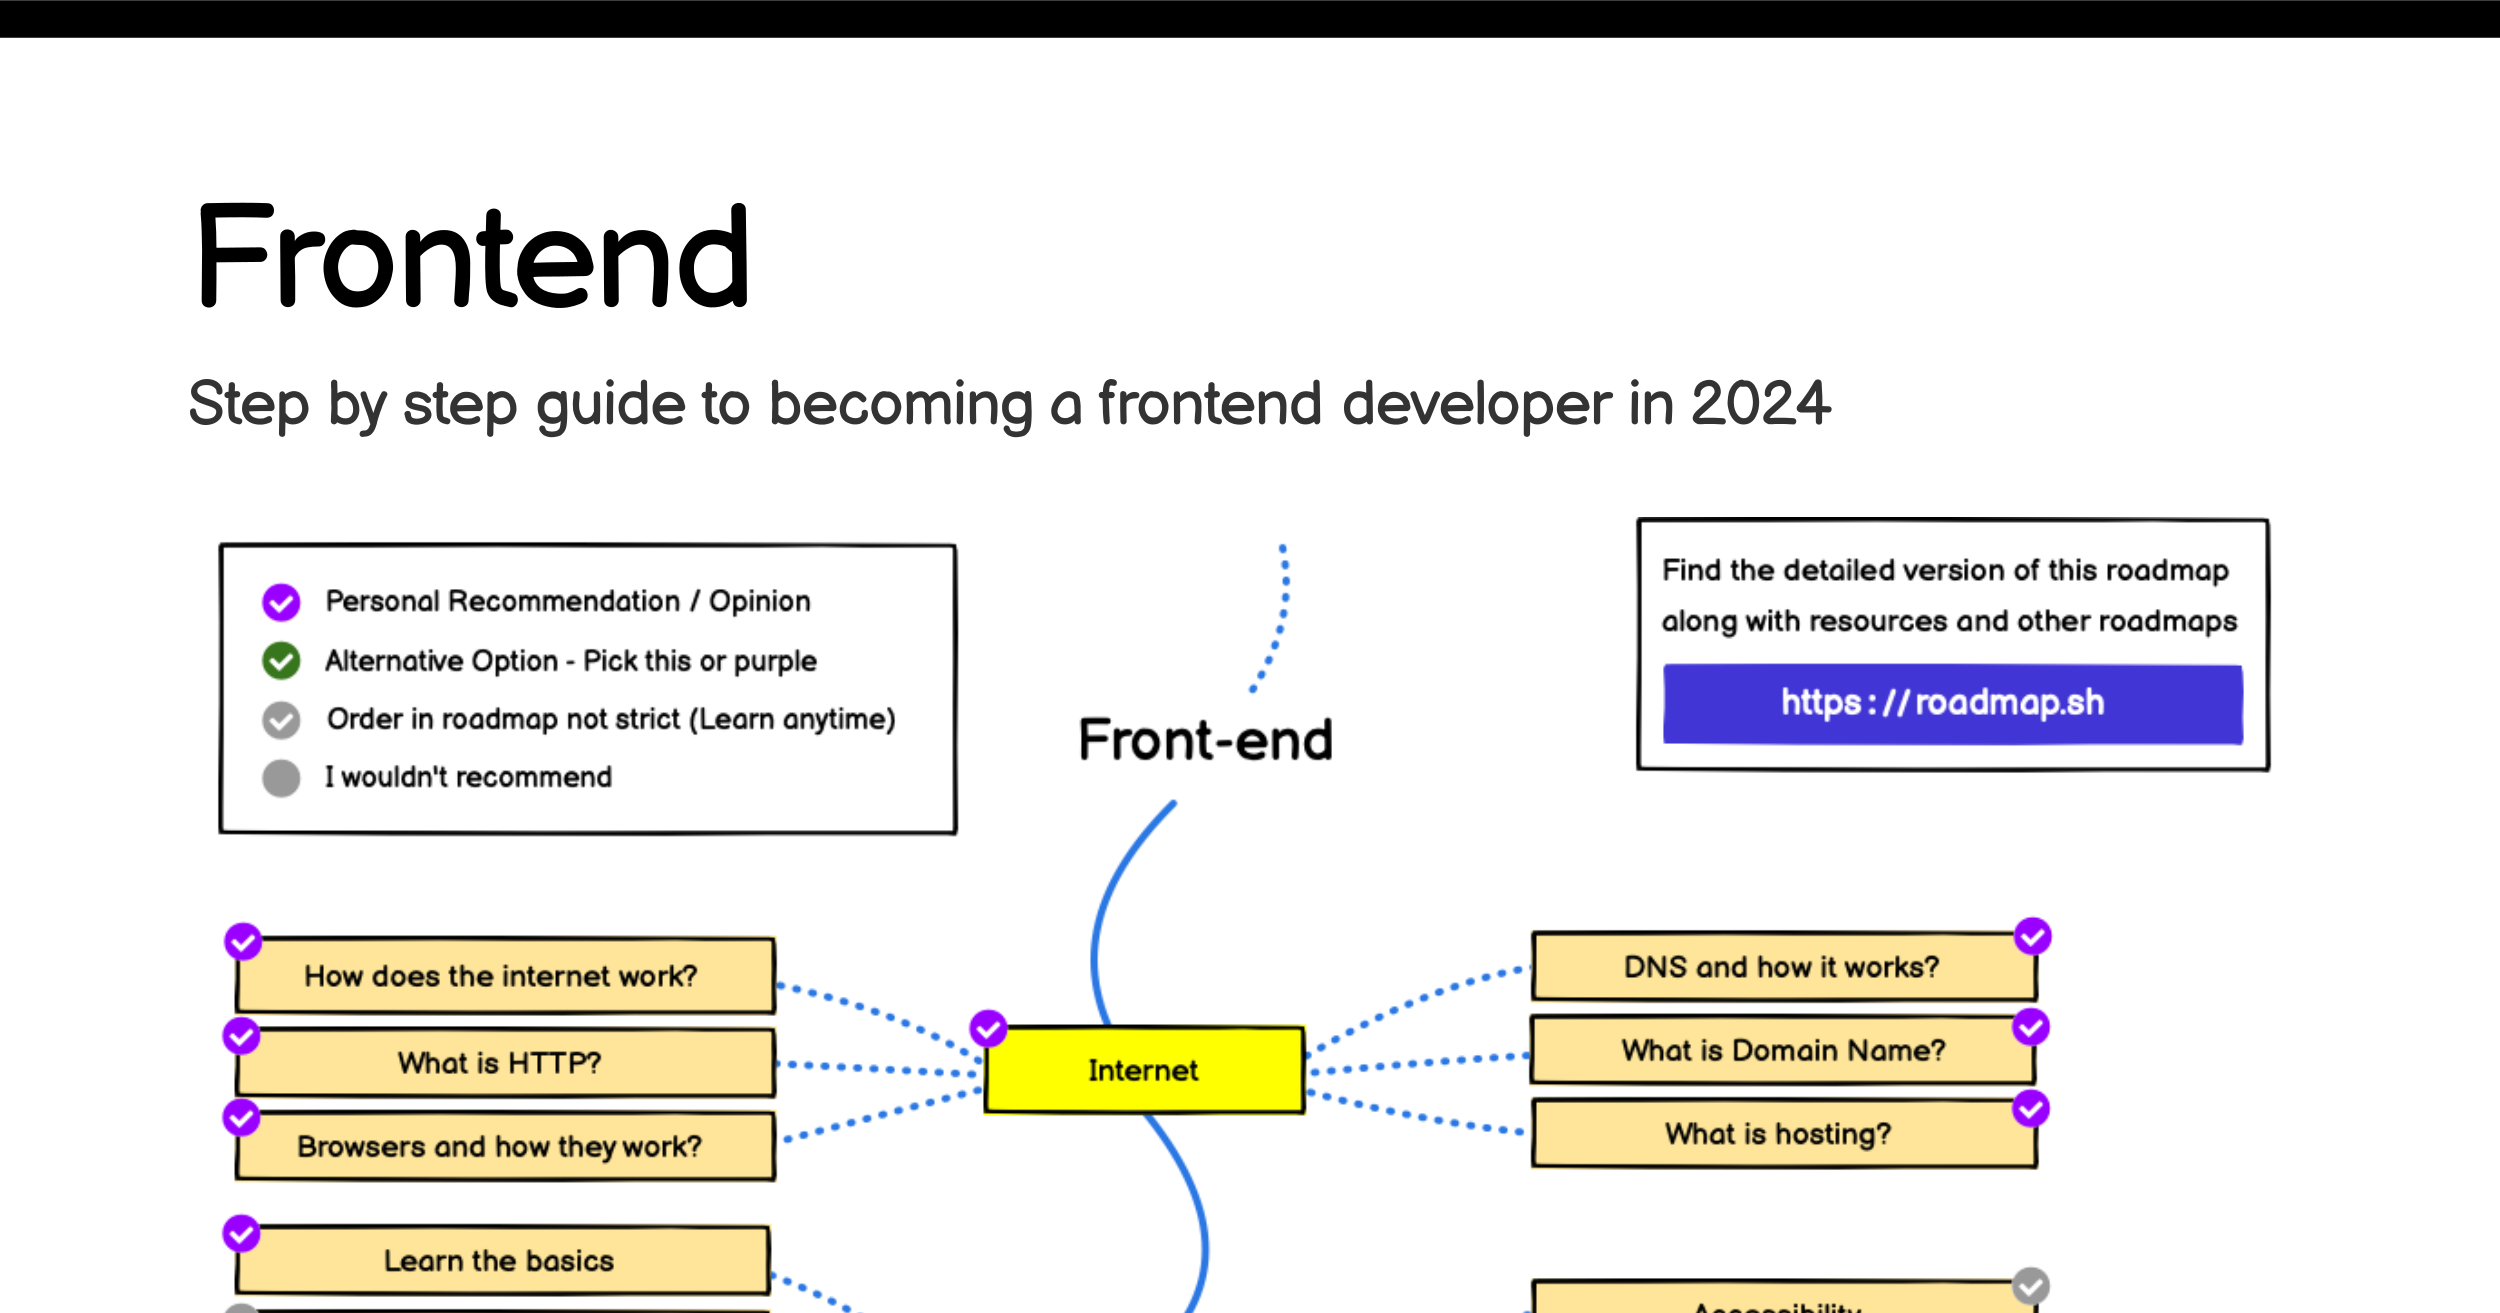 Frontend
Step by step guide to becoming a frontend developer in 2024
Personal Recommendation / Opinion
Alternative Option - Pick this or purple
Order in roadmap not strict (Learn anytime)
I wouldn't recommend
Find the detailed version of this roadmap
along with resources and other roadmaps
https://roadmap.sh
Front-end
How does the internet work?
What is HTTP?
Browsers and how they work?
Internet
DNS and how it works?
What is Domain Name?
What is hosting?
Learn the basics
Accessibility